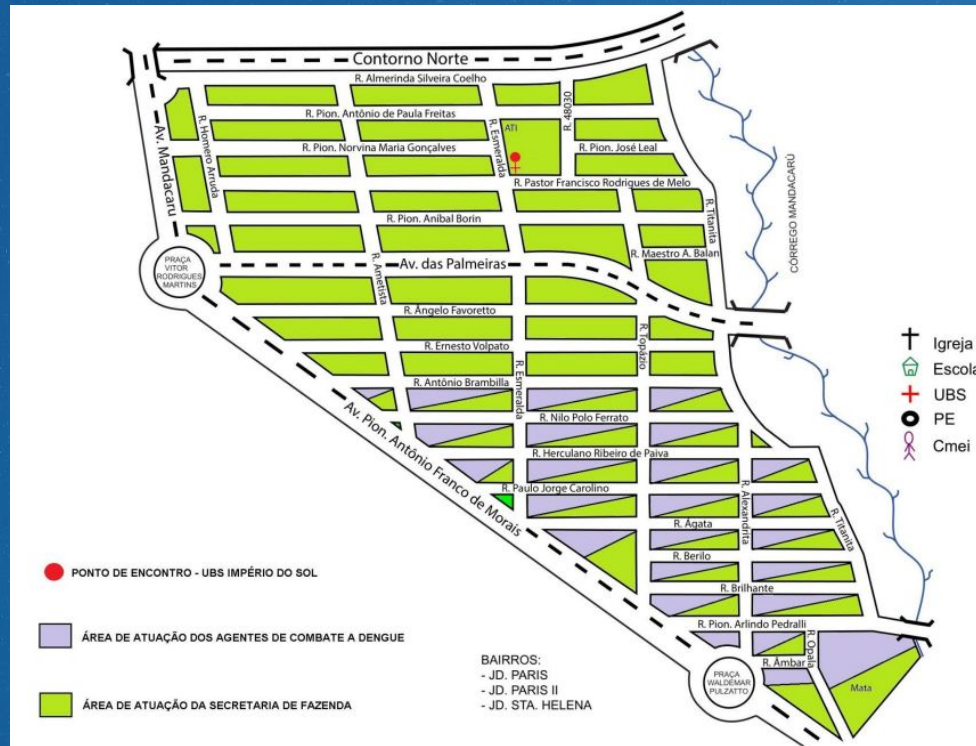 Contorno Norte
R. Almerinda Silveira Coelho
R. Pion. Antônio de Paula Freitas
R. Pion. Norvina Maria Gonçalves
R. Homero Arruda
Av. Mandacaru
R. Esmeralda
ATI
R. 48030
R. Pion. José Leal
R. Pastor Francisco Rodrigues de Melo
R. Titanita
R. Pion. Aníbal Borin
R. Maestro A. Balan
CÓRREGO MANDACARÚ
PRAÇA
VITOR
RODRIGUES
MARTINS
Av. das Palmeiras
R. Ametista
R. Ângelo Favoretto
R. Ernesto Volpato
R. Topázio
R. Antônio Brambilla
R. Esmeralda
R. Nilo Polo Ferrato
R. Herculano Ribeiro de Paiva
R. Paulo Jorge Carolino
Av. Pion. Antônio Franco de Morais
R. Alexandrita
R. Titanita
R. Ágata
R. Berilo
R. Brilhante
R. Pion. Arlindo Pedralli
R. Opala
R. Âmbar
Mata
PRAÇA
WALDEMAR
PULZATTO
Igreja
Escola
UBS
PE
Cmei
PONTO DE ENCONTRO - UBS IMPÉRIO DO SOL
ÁREA DE ATUAÇÃO DOS AGENTES DE COMBATE A DENGUE
ÁREA DE ATUAÇÃO DA SECRETARIA DE FAZENDA
BAIRROS:
- JD. PARIS
- JD. PARIS II
- JD. STA. HELENA